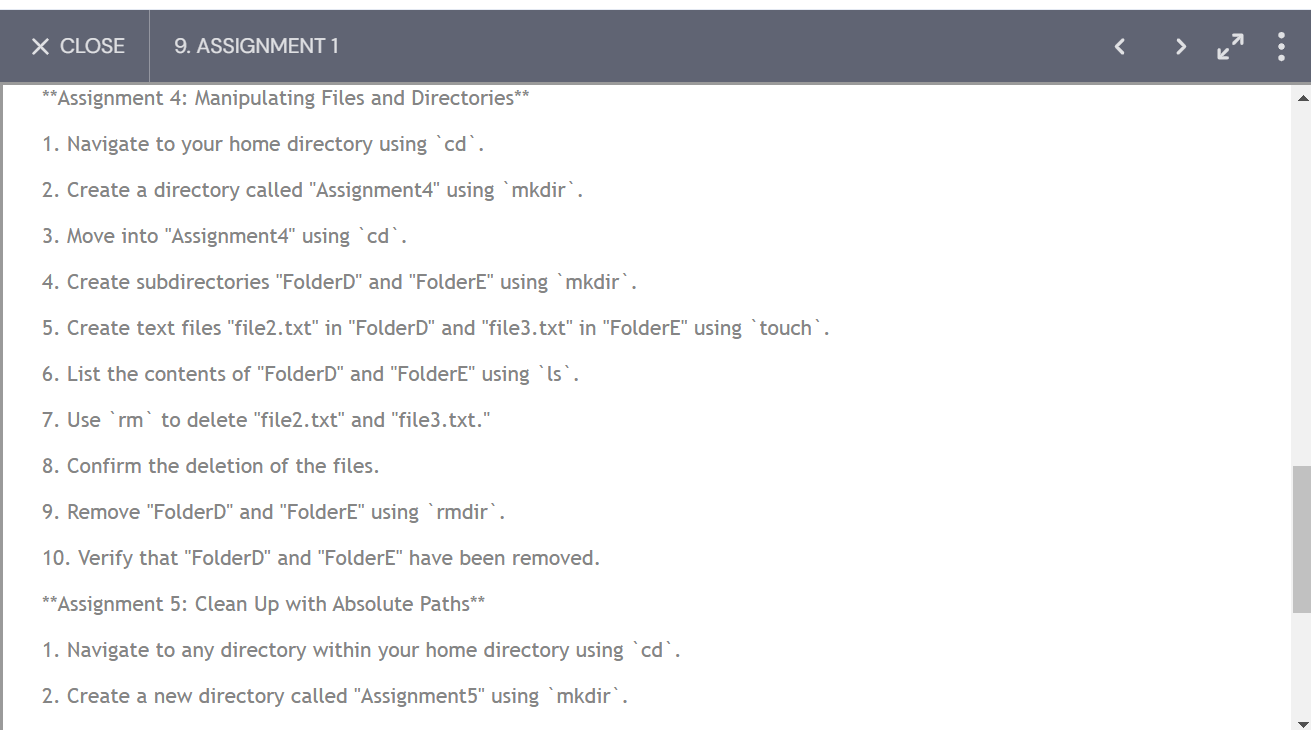 CLOSE
9. ASSIGNMENT 1
**Assignment 4: Manipulating Files and Directories**
1. Navigate to your home directory using `cd`.
2. Create a directory called "Assignment4" using `mkdir`.
3. Move into "Assignment4" using `cd`.
4. Create subdirectories "FolderD" and "FolderE" using `mkdir`.
5. Create text files "file2.txt" in "FolderD" and "file3.txt" in "FolderE" using `touch`.
6. List the contents of "FolderD" and "FolderE" using `ls`.
7. Use `rm` to delete "file2.txt" and "file3.txt."
8. Confirm the deletion of the files.
9. Remove "FolderD" and "FolderE" using `rmdir`.
10. Verify that "FolderD" and "FolderE" have been removed.
**Assignment 5: Clean Up with Absolute Paths**
1. Navigate to any directory within your home directory using `cd`.
2. Create a new directory called "Assignment5" using `mkdir`.